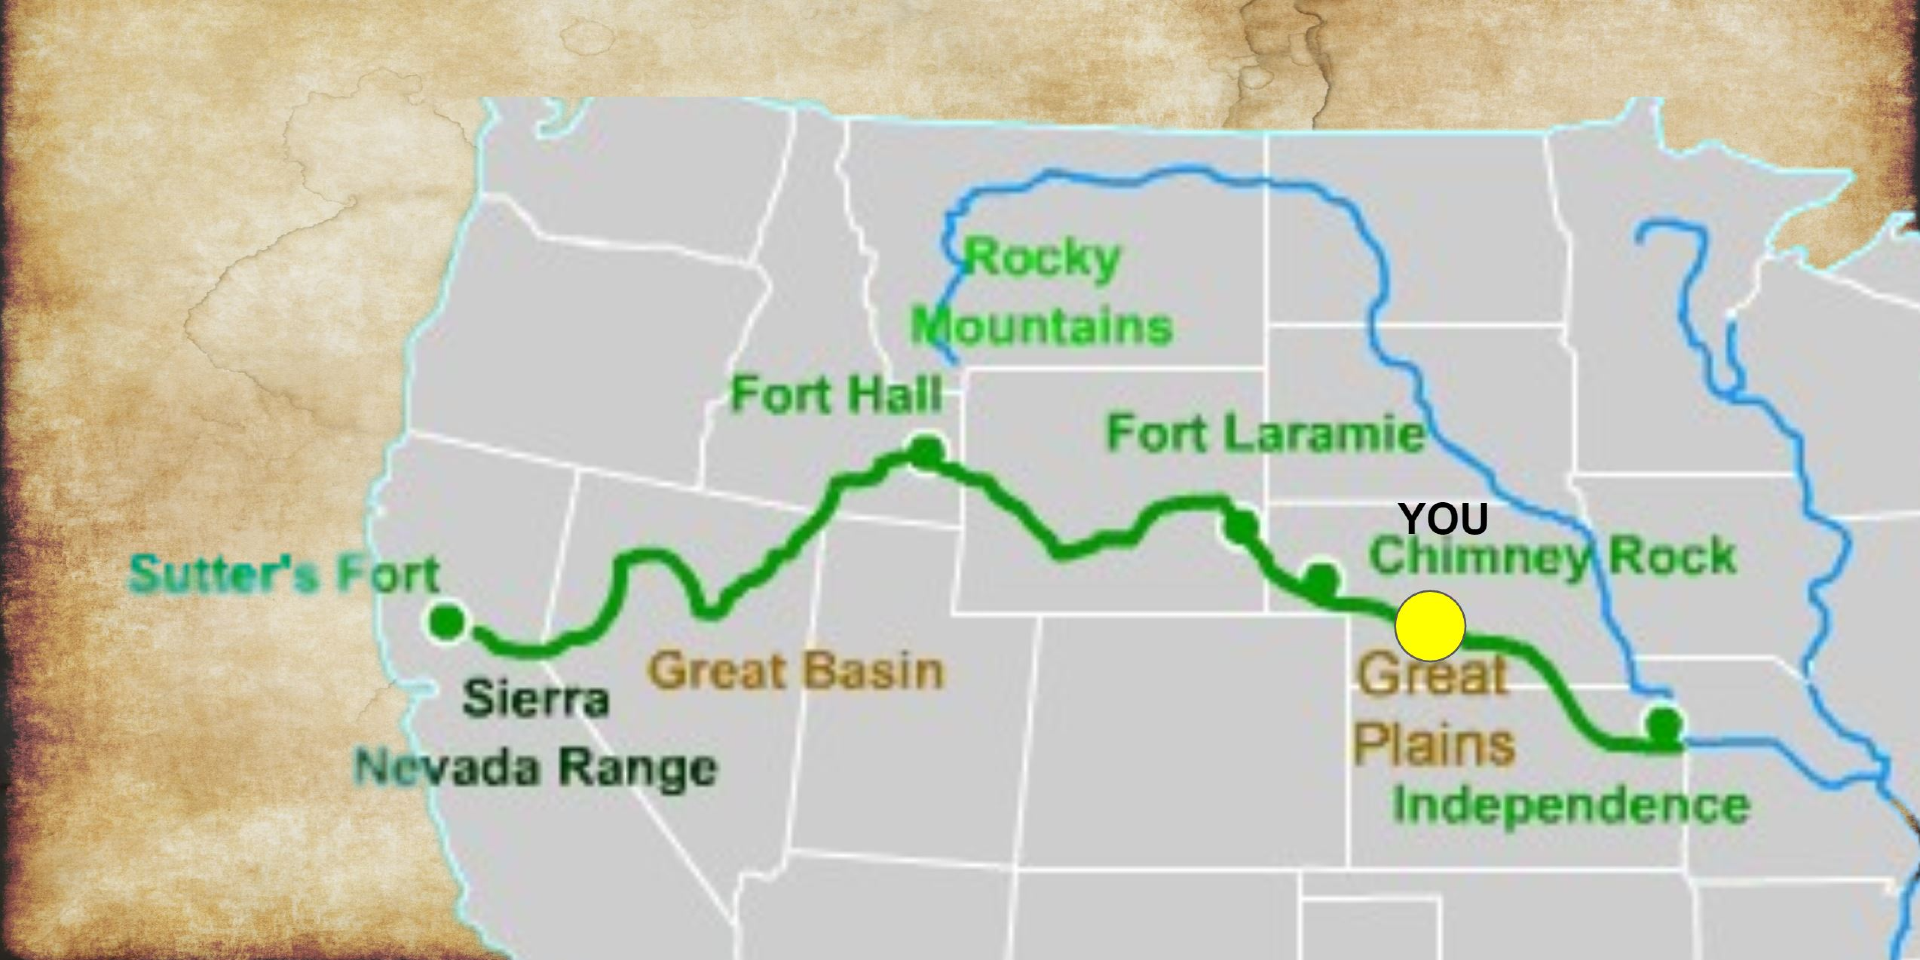 Rocky
Mountains
Fort Hall
Fort Laramie
YOU
Chimney Rock
Sutter's Fort
Great Basin
Sierra
Nevada Range
Great
Plains
Independence